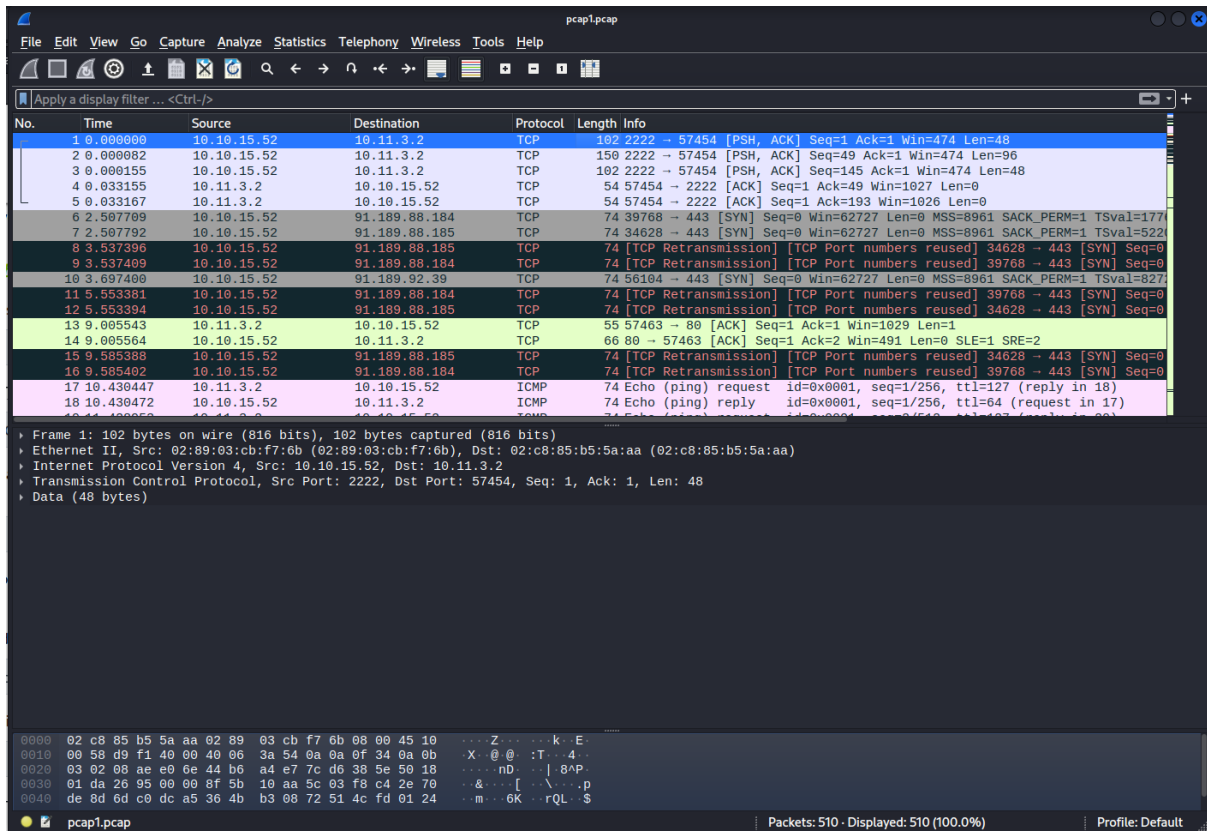 pcap1.pcap
File Edit View Go Capture Analyze Statistics Telephony Wireless Tools Help
Apply a display filter ... <Ctrl-/>
No. Time Source Destination Protocol Length Info
1 0.000000 10.10.15.52 10.11.3.2 TCP 102 2222 → 57454 [PSH, ACK] Seq=1 Ack=1 Win=474 Len=48
2 0.000082 10.10.15.52 10.11.3.2 TCP 150 2222 → 57454 [PSH, ACK] Seq=49 Ack=1 Win=474 Len=96
3 0.000155 10.10.15.52 10.11.3.2 TCP 102 2222 → 57454 [PSH, ACK] Seq=145 Ack=1 Win=474 Len=48
4 0.033155 10.11.3.2 10.10.15.52 TCP 54 57454 → 2222 [ACK] Seq=1 Ack=49 Win=1027 Len=0
5 0.033167 10.11.3.2 10.10.15.52 TCP 54 57454 → 2222 [ACK] Seq=1 Ack=193 Win=1026 Len=0
6 2.507709 10.10.15.52 91.189.88.184 TCP 74 39768 → 443 [SYN] Seq=0 Win=62727 Len=0 MSS=8961 SACK_PERM=1 TSval=1770
7 2.507792 10.10.15.52 91.189.88.185 TCP 74 34628 → 443 [SYN] Seq=0 Win=62727 Len=0 MSS=8961 SACK_PERM=1 TSval=5220
8 3.537396 10.10.15.52 91.189.88.185 TCP 74 [TCP Retransmission] [TCP Port numbers reused] 34628 → 443 [SYN] Seq=0
9 3.537409 10.10.15.52 91.189.88.184 TCP 74 [TCP Retransmission] [TCP Port numbers reused] 39768 → 443 [SYN] Seq=0
10 3.697400 10.10.15.52 91.189.92.39 TCP 74 56104 → 443 [SYN] Seq=0 Win=62727 Len=0 MSS=8961 SACK_PERM=1 TSval=8272
11 5.553381 10.10.15.52 91.189.88.184 TCP 74 [TCP Retransmission] [TCP Port numbers reused] 39768 → 443 [SYN] Seq=0
12 5.553394 10.10.15.52 91.189.88.184 TCP 74 [TCP Retransmission] [TCP Port numbers reused] 39768 → 443 [SYN] Seq=0
13 9.005543 10.11.3.2 10.10.15.52 TCP 55 57463 → 80 [ACK] Seq=1 Ack=1 Win=1029 Len=1
14 9.005564 10.11.3.2 10.10.15.52 TCP 66 80 → 57463 [ACK] Seq=1 Ack=2 Win=491 Len=0 SLE=1 SRE=2
15 9.585388 10.10.15.52 91.189.88.185 TCP 74 [TCP Retransmission] [TCP Port numbers reused] 34628 → 443 [SYN] Seq=0
16 9.585402 10.10.15.52 91.189.88.185 TCP 74 [TCP Retransmission] [TCP Port numbers reused] 34628 → 443 [SYN] Seq=0
17 10.430447 10.11.3.2 10.10.15.52 ICMP 74 Echo (ping) request id=0x0001, seq=1/256, ttl=127 (reply in 18)
18 10.430472 10.10.15.52 10.11.3.2 ICMP 74 Echo (ping) reply id=0x0001, seq=1/256, ttl=64 (request in 17)
Frame 1: 102 bytes on wire (816 bits), 102 bytes captured (816 bits)
Ethernet II, Src: 02:89:03:cb:f7:6b (02:89:03:cb:f7:6b), Dst: 02:c8:85:b5:5a:aa (02:c8:85:b5:5a:aa)
Internet Protocol Version 4, Src: 10.10.15.52, Dst: 10.11.3.2
Transmission Control Protocol, Src Port: 2222, Dst Port: 57454, Seq: 1, Ack: 1, Len: 48
Data (48 bytes)
0000 02 c8 85 b5 5a aa 02 89 03 cb f7 6b 08 00 45 10 ····Z··· ···k··E·
0010 00 58 d9 f1 40 00 40 06 3a 54 0a 0a 0f 34 0a 0b ·X··@·@· :T···4··
0020 03 02 08 ae e0 6e 44 b6 a4 e7 7c d6 38 5e 50 18 ·····nD· ··|·8^P·
0030 01 da 26 95 00 00 8f 5b 10 aa 5c 03 f8 c4 2e 70 ··&····[ ··\····.p
0040 de 8d 6d c0 dc a5 36 4b b3 08 72 51 4c fd 01 24 ··m···6K ··rQL··$
pcap1.pcap Packets: 510 · Displayed: 510 (100.0%) Profile: Default